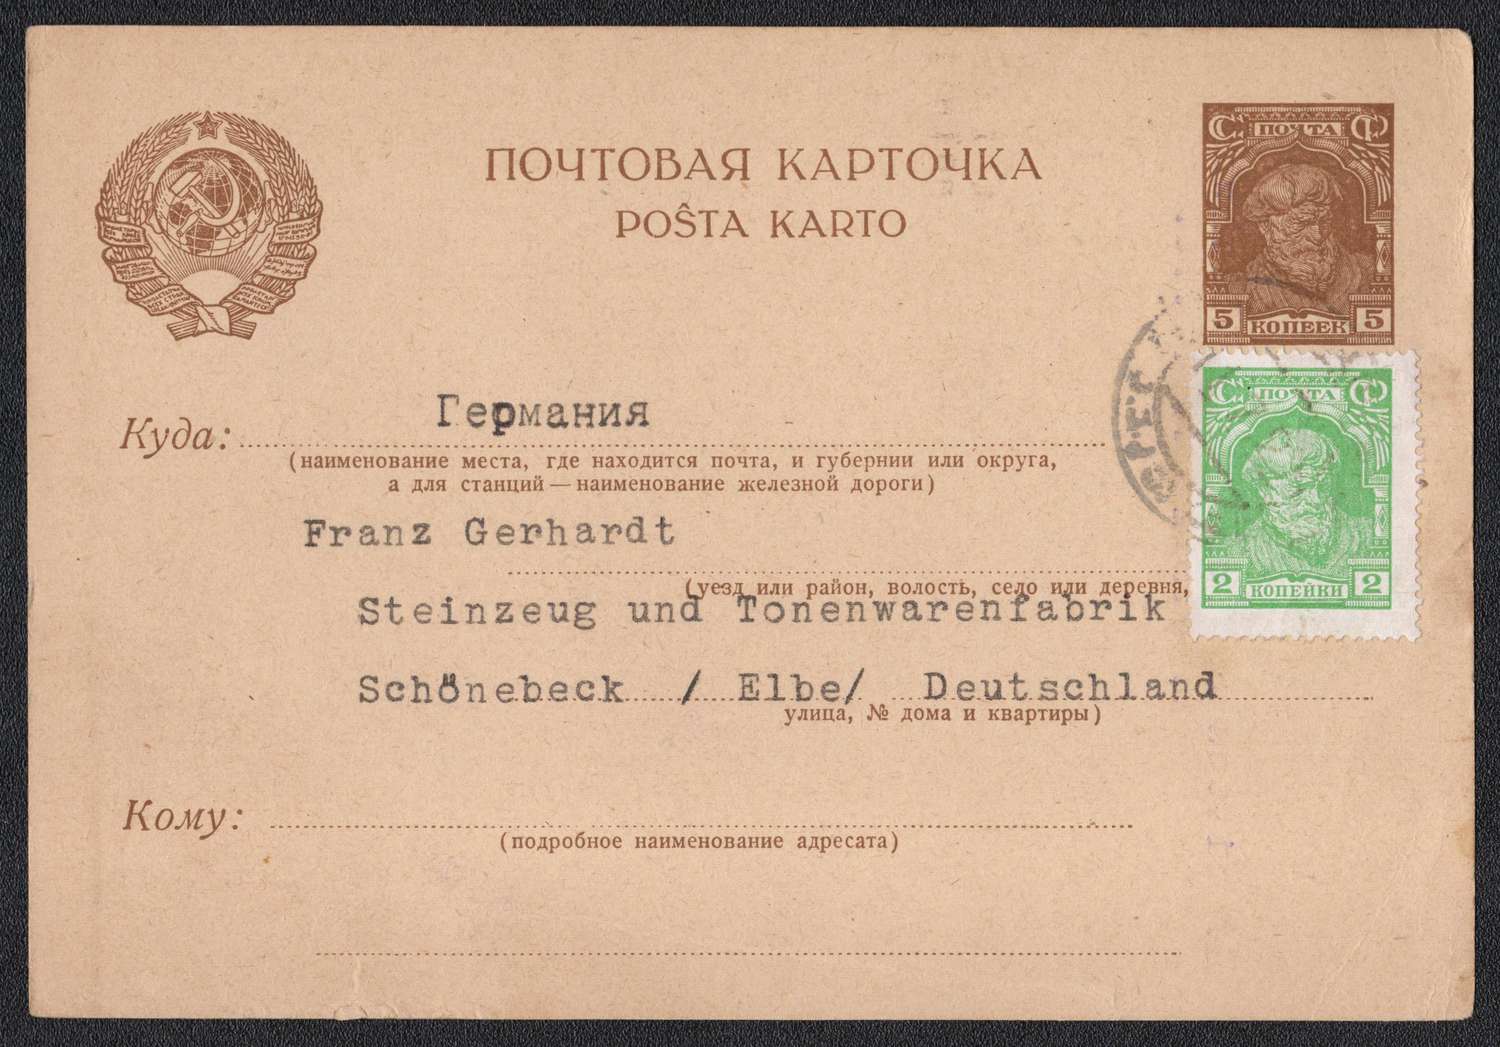 ПОЧТОВАЯ КАРТОЧКА
POŜTA KARTO
ПОЧТА
5 КОПЕЕК 5
Куда: Германия
(наименование места, где находится почта, и губернии или округа,
а для станций — наименование железной дороги)
ПОЧТА
2 КОПЕЙКИ 2
Franz Gerhardt
(уезд или район, волость, село или деревня,
Steinzeug und Tonenwarenfabrik
Schönebeck / Elbe/ Deutschland
улица, № дома и квартиры)
Кому:
(подробное наименование адресата)